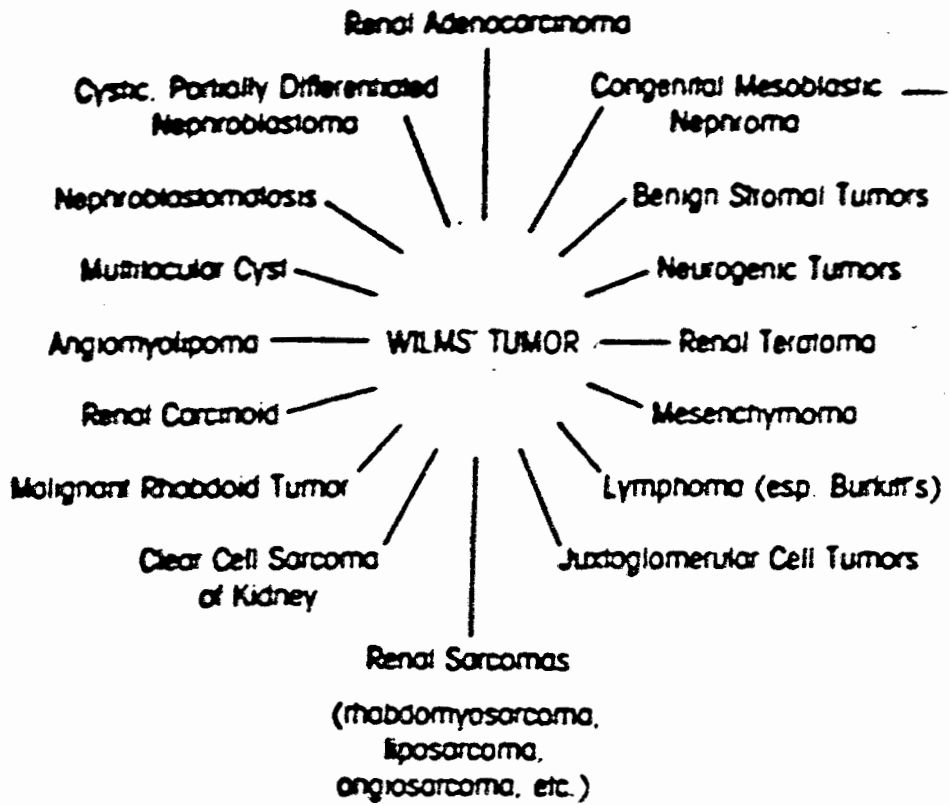 Renal Adenocarcinoma
Cystic, Partially Differentiated
Nephroblastoma
Congenital Mesoblastic
Nephroma
Nephroblastomatosis
Benign Stromal Tumors
Multilocular Cyst
Neurogenic Tumors
Angiomyolipoma
WILMS' TUMOR
Renal Teratoma
Renal Carcinoid
Mesenchymoma
Malignant Rhabdoid Tumor
Lymphoma (esp. Burkitt's)
Clear Cell Sarcoma
of Kidney
Juxtaglomerular Cell Tumors
Renal Sarcomas
(rhabdomyosarcoma,
liposarcoma,
angiosarcoma, etc.)